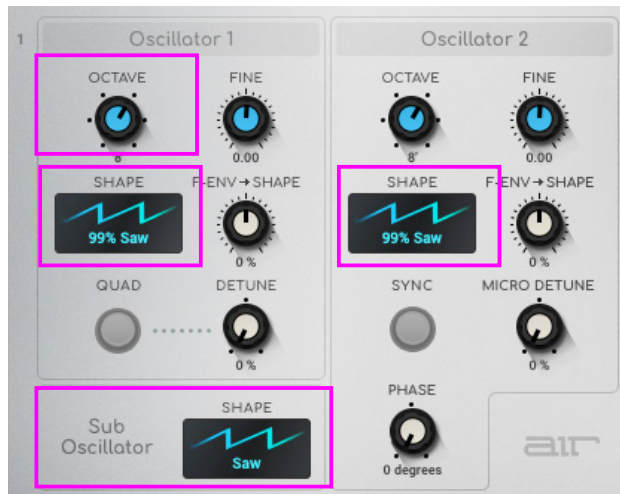 1
Oscillator 1
Oscillator 2
OCTAVE
FINE
OCTAVE
FINE
8'
0.00
8'
0.00
SHAPE
F-ENV→SHAPE
SHAPE
F-ENV→SHAPE
99% Saw
99% Saw
0 %
0 %
QUAD
DETUNE
SYNC
MICRO DETUNE
0 %
0 %
SHAPE
PHASE
Sub
Oscillator
Saw
0 degrees
air